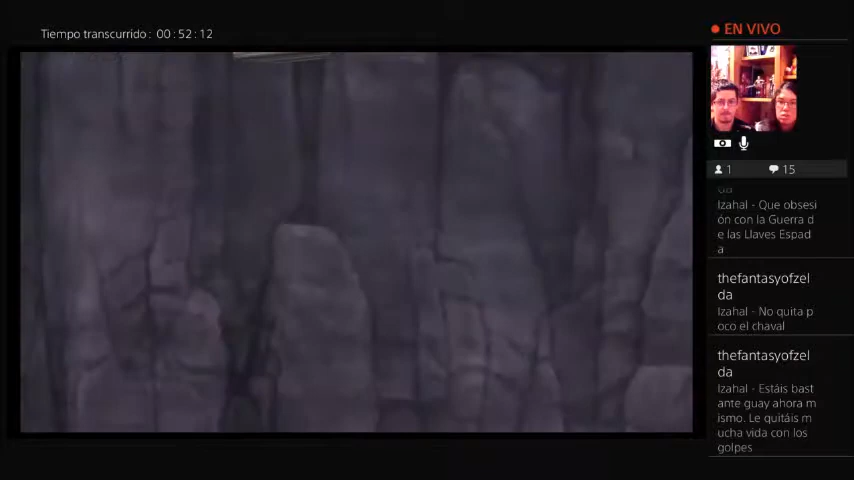 Tiempo transcurrido: 00:52:12
EN VIVO
1
15
da
Izahal - Que obsesi
ón con la Guerra d
e las Llaves Espad
a
thefantasyofzel
da
Izahal - No quita p
oco el chaval
thefantasyofzel
da
Izahal - Estáis bast
ante guay ahora m
ismo. Le quitáis m
ucha vida con los
golpes